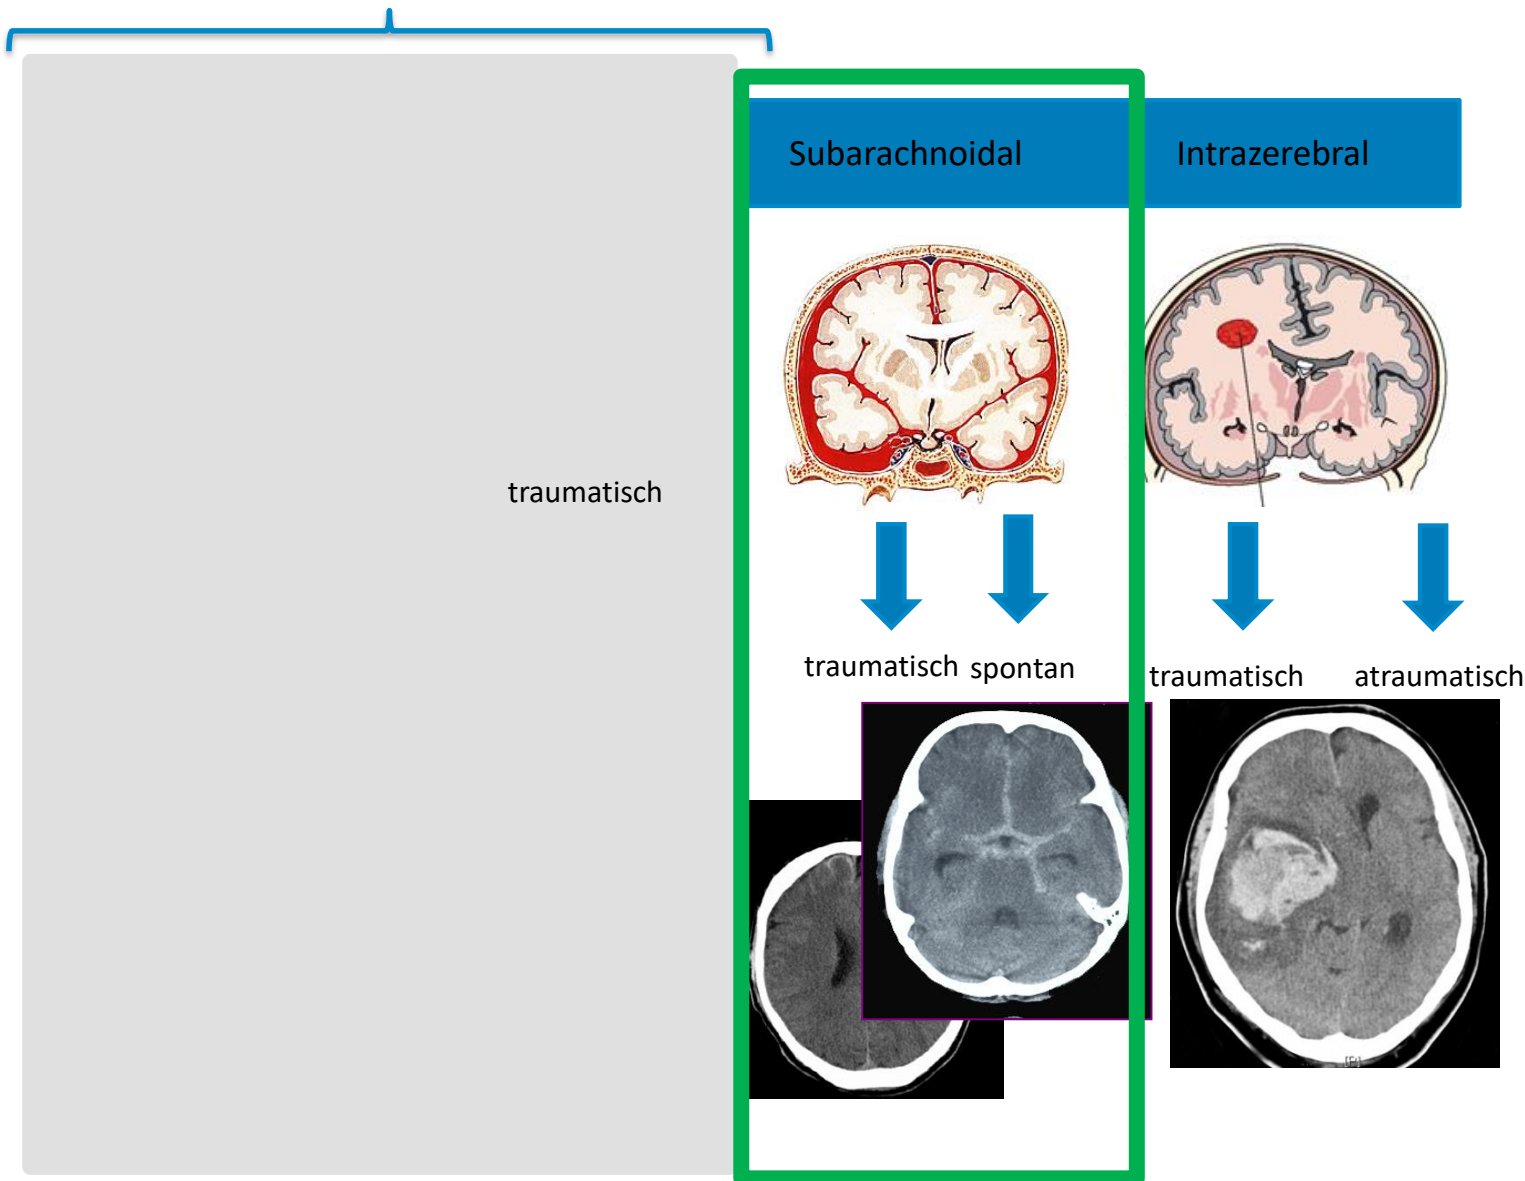 Subarachnoidal
Intrazerebral
traumatisch
traumatisch
spontan
traumatisch
atraumatisch